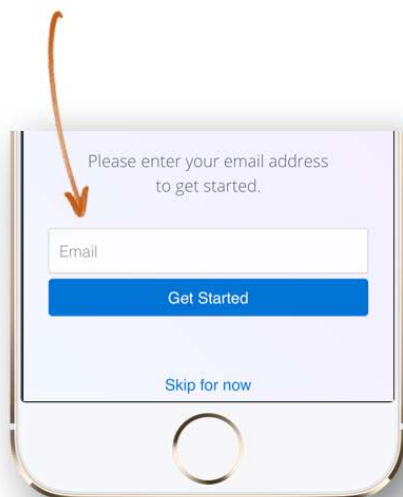 Please enter your email address
to get started.
Email
Get Started
Skip for now